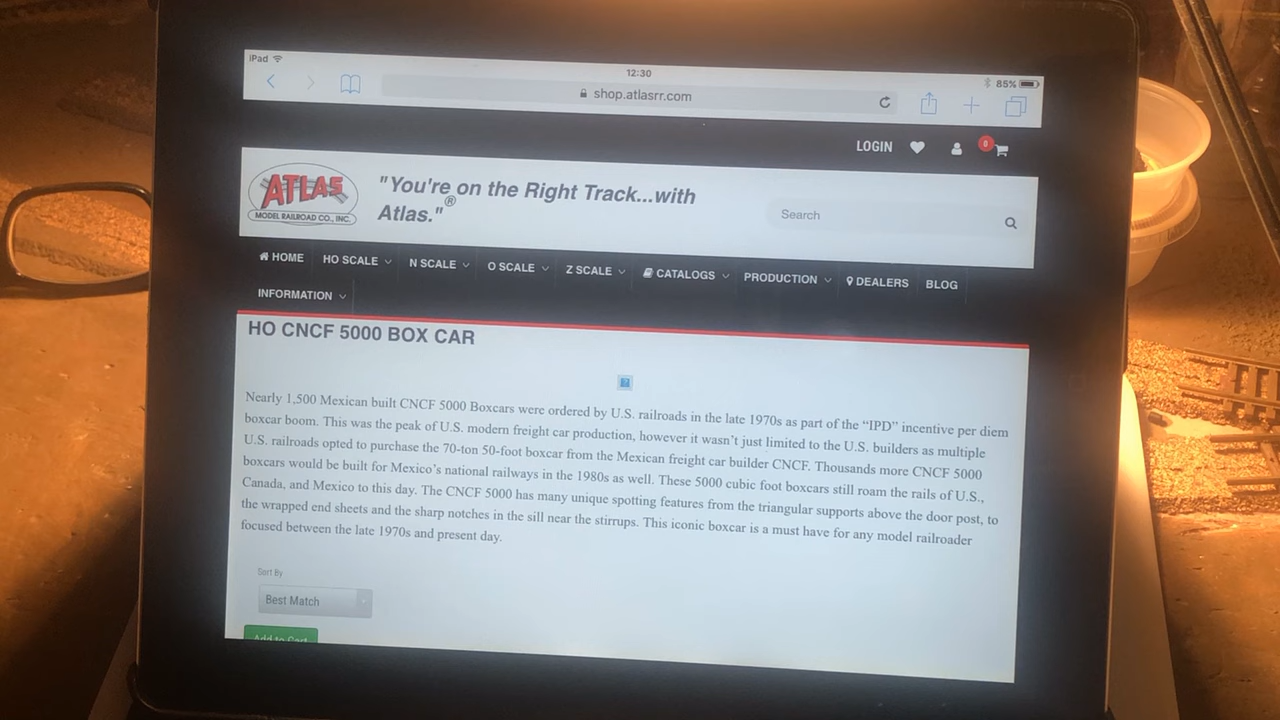 iPad
12:30
85%
shop.atlasrr.com
LOGIN
0
ATLAS
MODEL RAILROAD CO., INC.
"You're on the Right Track...with
Atlas."®
Search
HOME HO SCALE N SCALE O SCALE Z SCALE CATALOGS PRODUCTION DEALERS BLOG
INFORMATION
HO CNCF 5000 BOX CAR
Nearly 1,500 Mexican built CNCF 5000 Boxcars were ordered by U.S. railroads in the late 1970s as part of the “IPD” incentive per diem
boxcar boom. This was the peak of U.S. modern freight car production, however it wasn’t just limited to the U.S. builders as multiple
U.S. railroads opted to purchase the 70-ton 50-foot boxcar from the Mexican freight car builder CNCF. Thousands more CNCF 5000
boxcars would be built for Mexico’s national railways in the 1980s as well. These 5000 cubic foot boxcars still roam the rails of U.S.,
Canada, and Mexico to this day. The CNCF 5000 has many unique spotting features from the triangular supports above the door post, to
the wrapped end sheets and the sharp notches in the sill near the stirrups. This iconic boxcar is a must have for any model railroader
focused between the late 1970s and present day.
Sort By
Best Match
Add to Cart